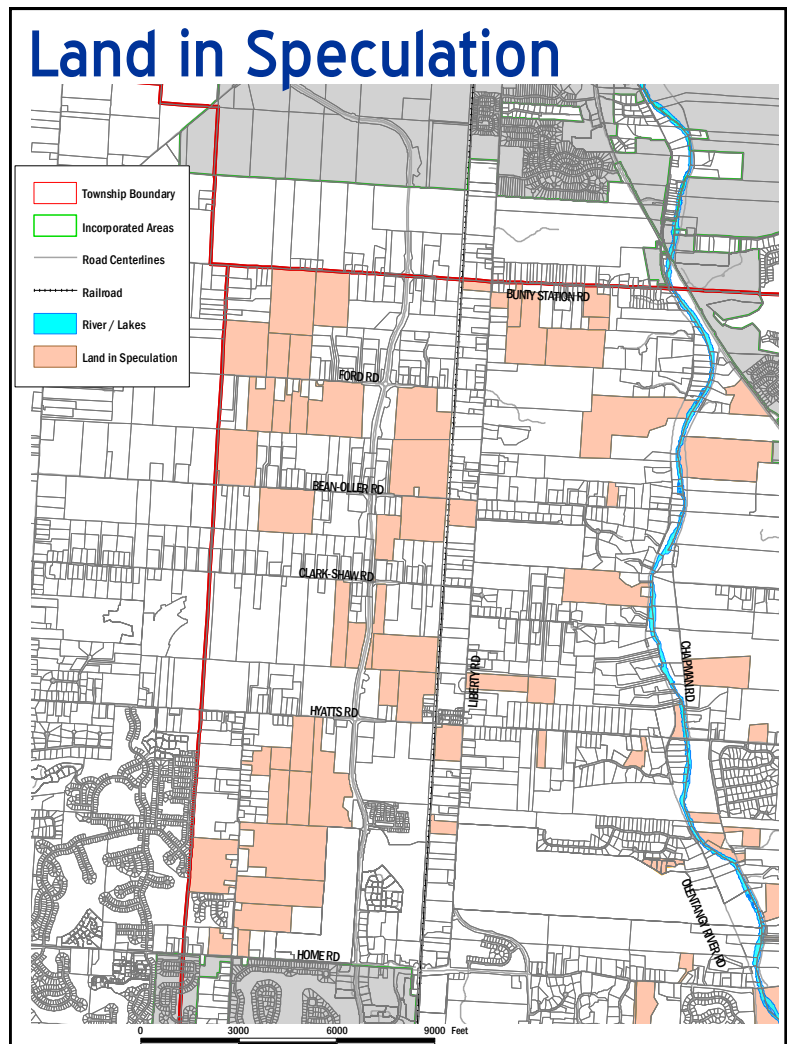 Land in Speculation
Township Boundary
Incorporated Areas
Road Centerlines
Railroad
River / Lakes
Land in Speculation
BUNTY STATION RD
FORD RD
BEAN-OLLER RD
CLARK-SHAW RD
LIBERTY RD
CHAPMAN RD
HYATTS RD
OLENTANGY RIVER RD
HOME RD
0 3000 6000 9000 Feet